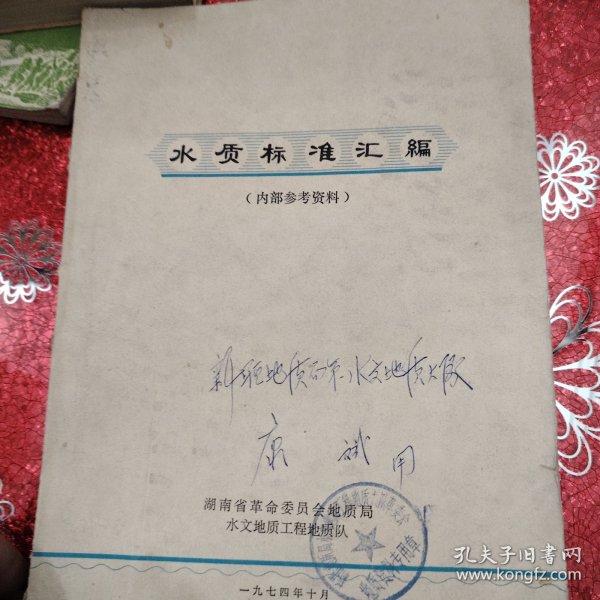 水质标准汇编
（内部参考资料）
新疆地质局第一水文地质大队
康 斌 用
湖南省革命委员会地质局
水文地质工程地质队
一九七四年十月
孔夫子旧书网
www.kongfz.com